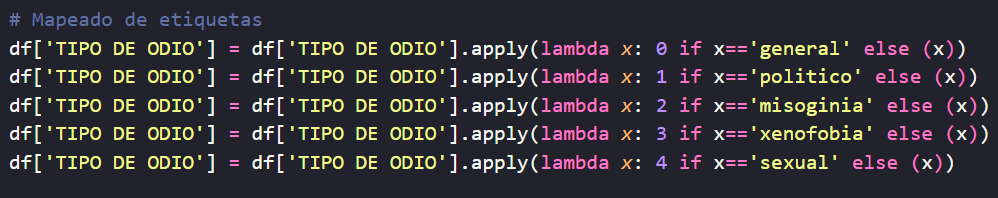 # Mapeado de etiquetas
df['TIPO DE ODIO'] = df['TIPO DE ODIO'].apply(lambda x: 0 if x=='general' else (x))
df['TIPO DE ODIO'] = df['TIPO DE ODIO'].apply(lambda x: 1 if x=='politico' else (x))
df['TIPO DE ODIO'] = df['TIPO DE ODIO'].apply(lambda x: 2 if x=='misoginia' else (x))
df['TIPO DE ODIO'] = df['TIPO DE ODIO'].apply(lambda x: 3 if x=='xenofobia' else (x))
df['TIPO DE ODIO'] = df['TIPO DE ODIO'].apply(lambda x: 4 if x=='sexual' else (x))